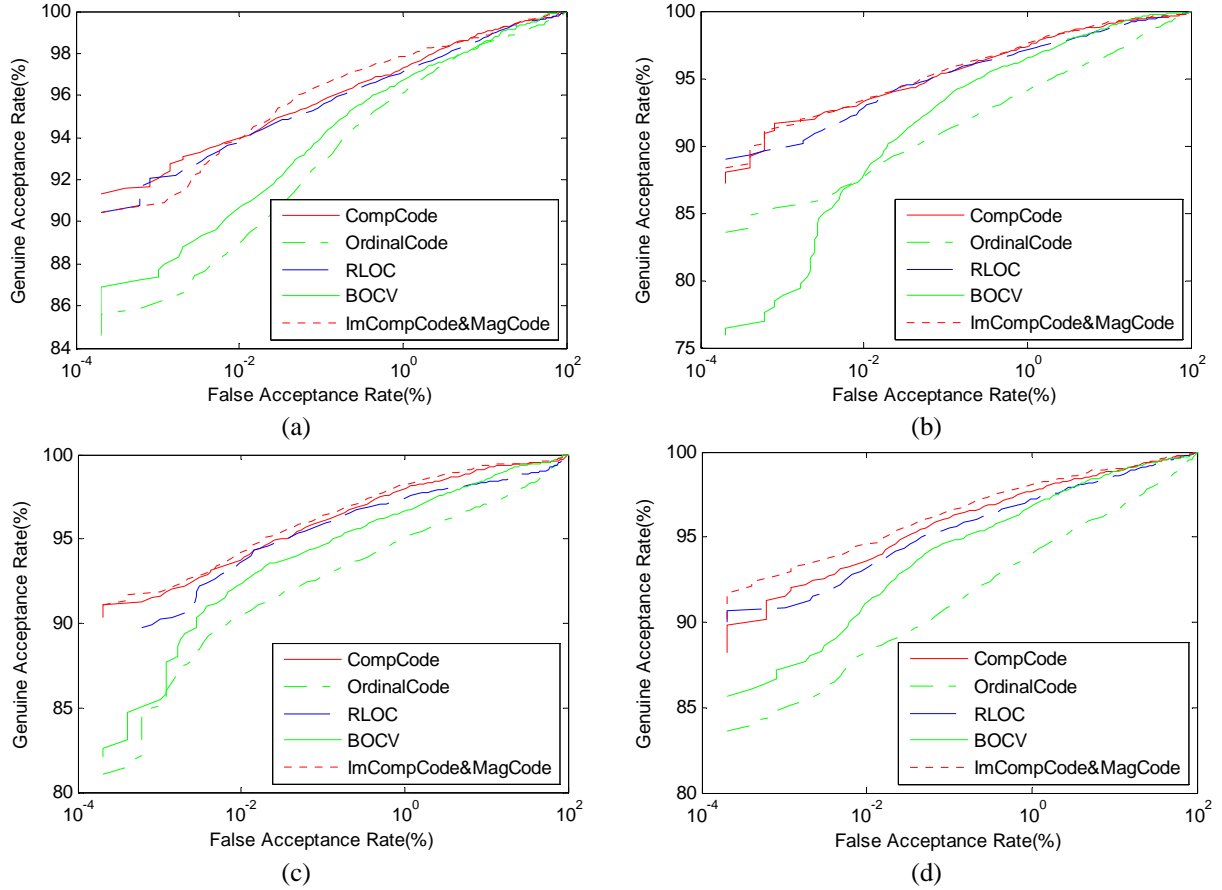 100
98
96
94
92
90
88
86
84
Genuine Acceptance Rate(%)
CompCode
OrdinalCode
RLOC
BOCV
ImCompCode&MagCode
10^-4 10^-2 10^0 10^2
False Acceptance Rate(%)
(a)
100
95
90
85
80
75
Genuine Acceptance Rate(%)
CompCode
OrdinalCode
RLOC
BOCV
ImCompCode&MagCode
10^-4 10^-2 10^0 10^2
False Acceptance Rate(%)
(b)
100
95
90
85
80
Genuine Acceptance Rate(%)
CompCode
OrdinalCode
RLOC
BOCV
ImCompCode&MagCode
10^-4 10^-2 10^0 10^2
False Acceptance Rate(%)
(c)
100
95
90
85
80
Genuine Acceptance Rate(%)
CompCode
OrdinalCode
RLOC
BOCV
ImCompCode&MagCode
10^-4 10^-2 10^0 10^2
False Acceptance Rate(%)
(d)